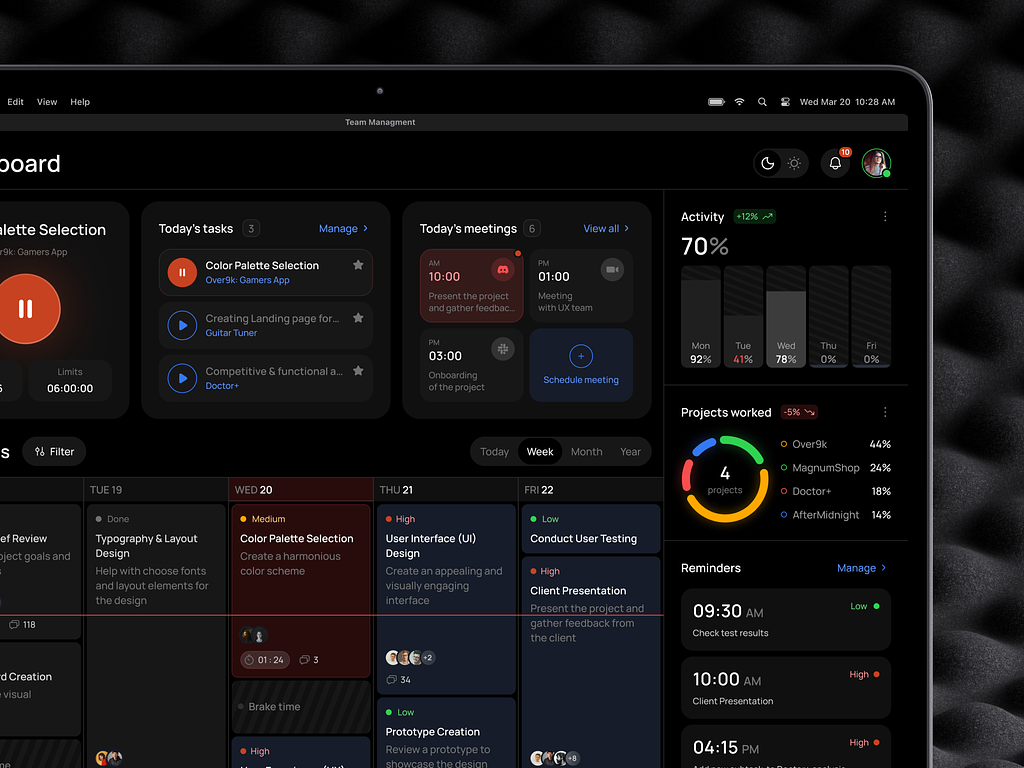 Edit View Help
Wed Mar 20 10:28 AM
Team Managment
board
10
alette Selection
r9k: Gamers App
Limits
06:00:00
Today's tasks 3 Manage >
Color Palette Selection
Over9k: Gamers App
Creating Landing page for...
Guitar Tuner
Competitive & functional a...
Doctor+
Today's meetings 6 View all >
AM
10:00
Present the project
and gather feedbac...
PM
01:00
Meeting
with UX team
PM
03:00
Onboarding
of the project
+
Schedule meeting
Activity +12%
70%
Mon Tue Wed Thu Fri
92% 41% 78% 0% 0%
Projects worked -5%
4
projects
Over9k 44%
MagnumShop 24%
Doctor+ 18%
AfterMidnight 14%
Reminders Manage >
09:30 AM Low
Check test results
10:00 AM High
Client Presentation
04:15 PM High
s Filter
Today Week Month Year
TUE 19 WED 20 THU 21 FRI 22
ef Review
oject goals and
118
d Creation
visual
Done
Typography & Layout
Design
Help with choose fonts
and layout elements for
the design
Medium
Color Palette Selection
Create a harmonious
color scheme
01:24 3
Brake time
High
High
User Interface (UI)
Design
Create an appealing and
visually engaging
interface
+2
34
Low
Prototype Creation
Review a prototype to
showcase the design
Low
Conduct User Testing
High
Client Presentation
Present the project and
gather feedback from
the client
+8